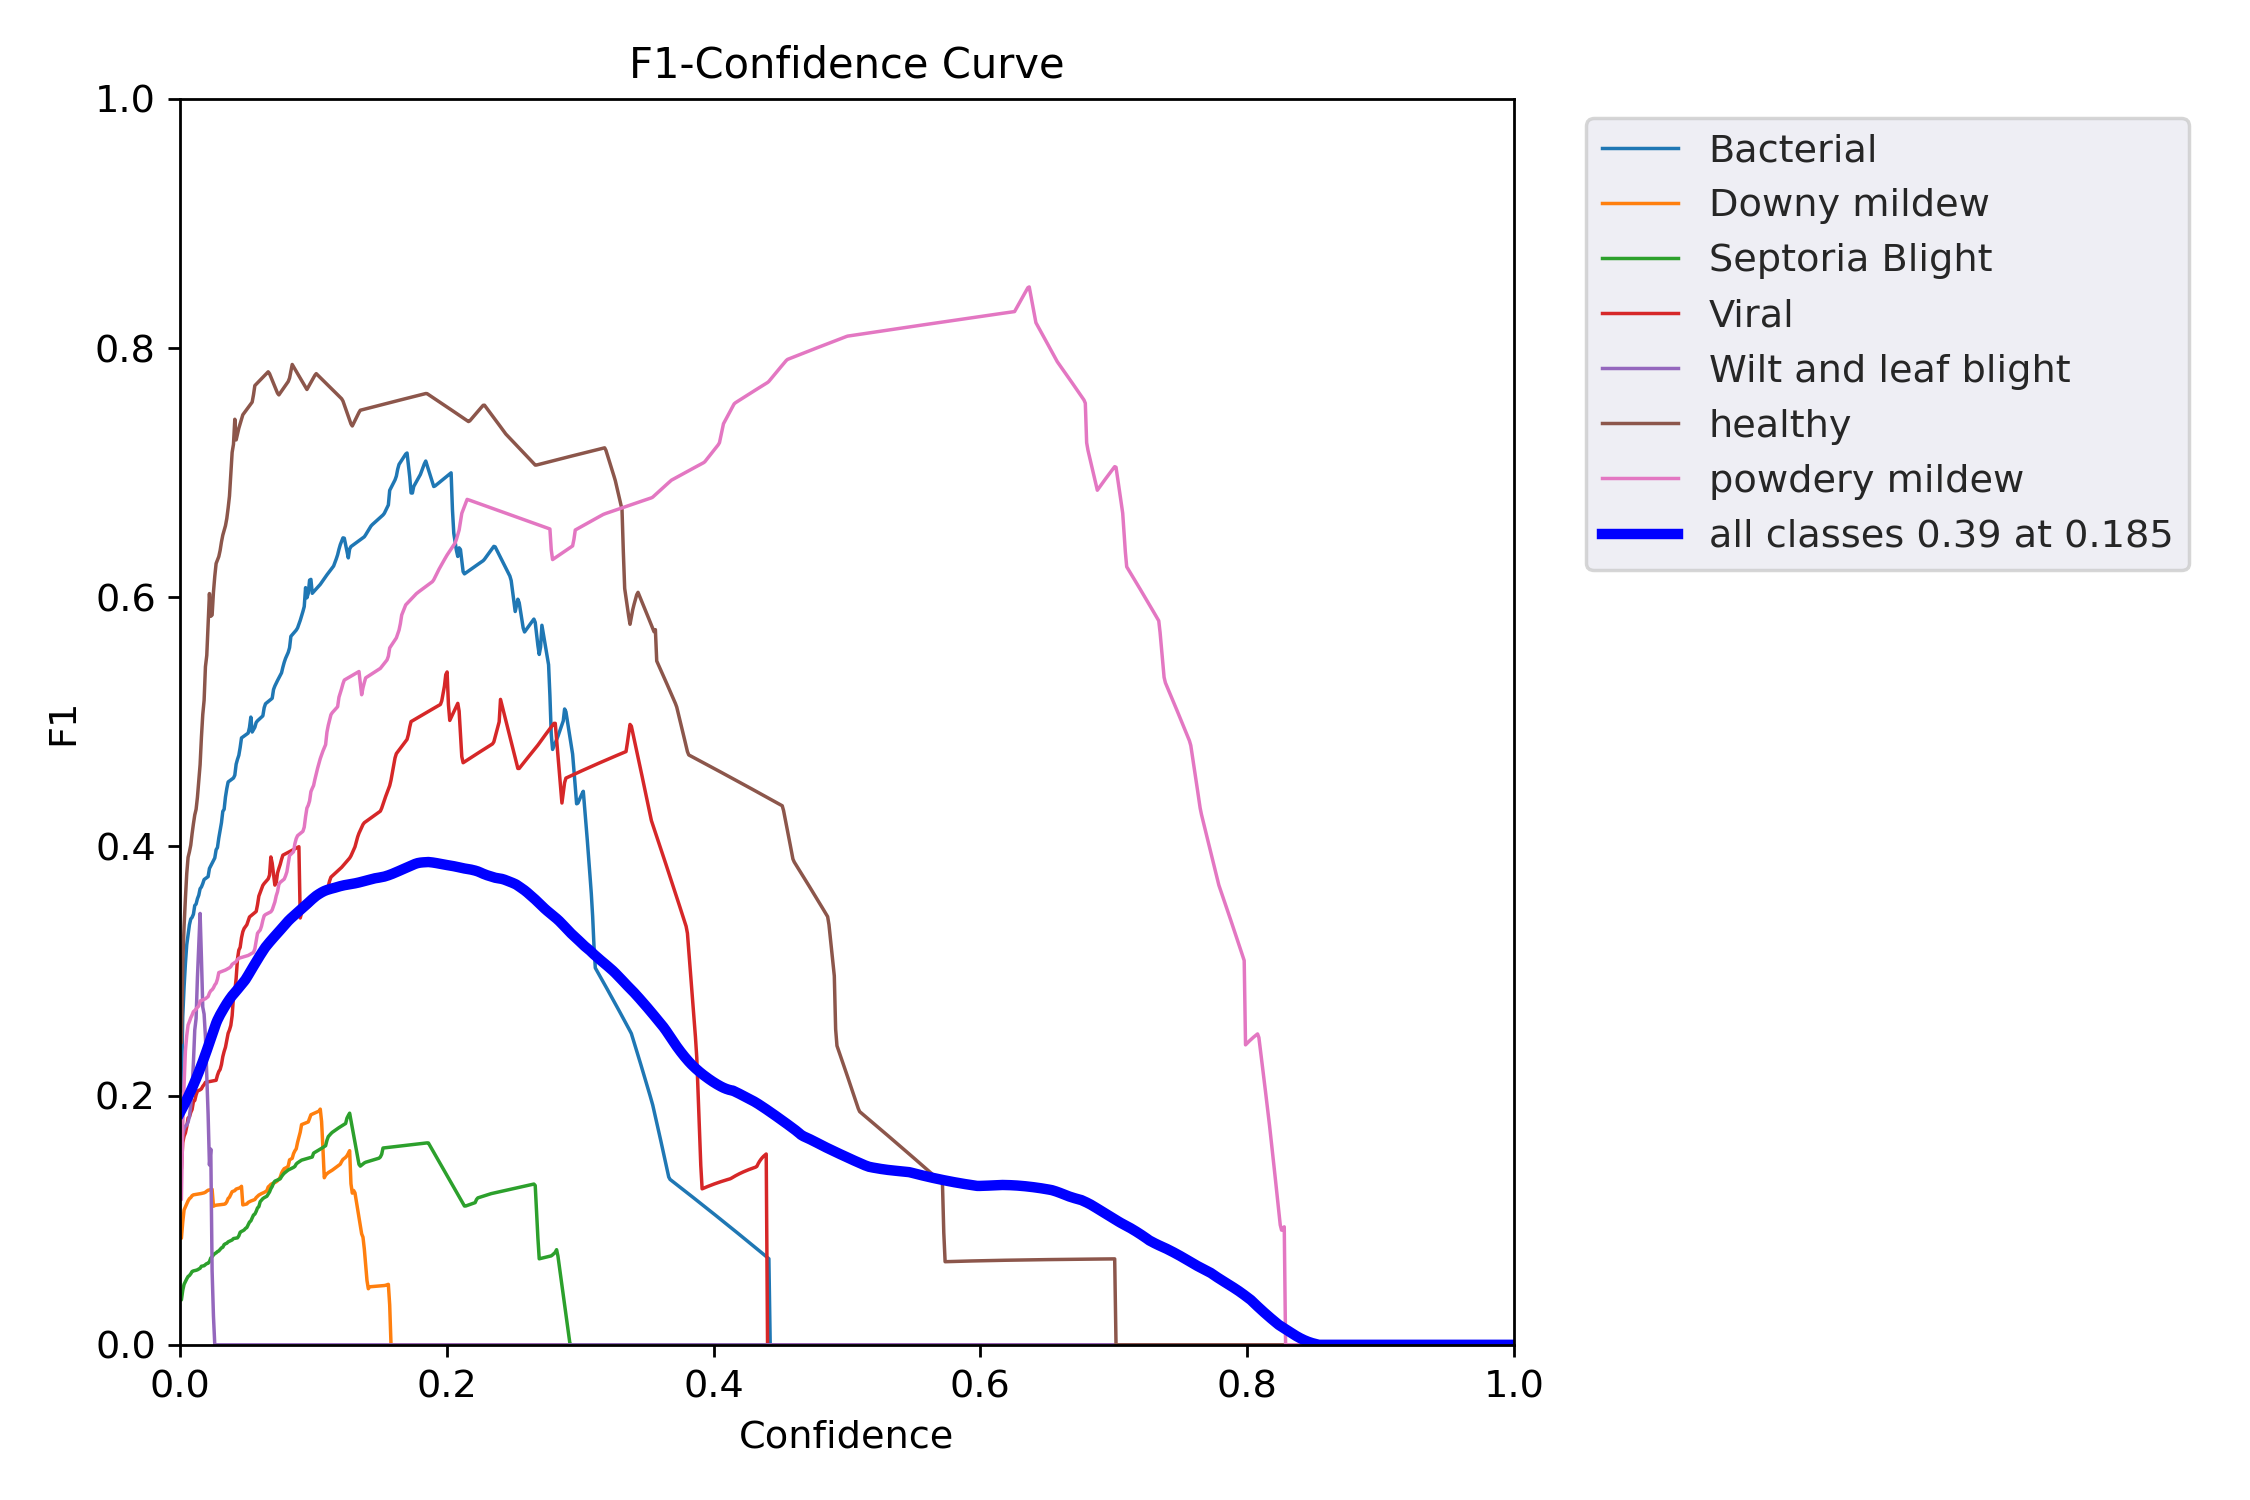 F1-Confidence Curve
1.0
0.8
0.6
0.4
0.2
0.0
F1
0.0 0.2 0.4 0.6 0.8 1.0
Confidence
Bacterial
Downy mildew
Septoria Blight
Viral
Wilt and leaf blight
healthy
powdery mildew
all classes 0.39 at 0.185